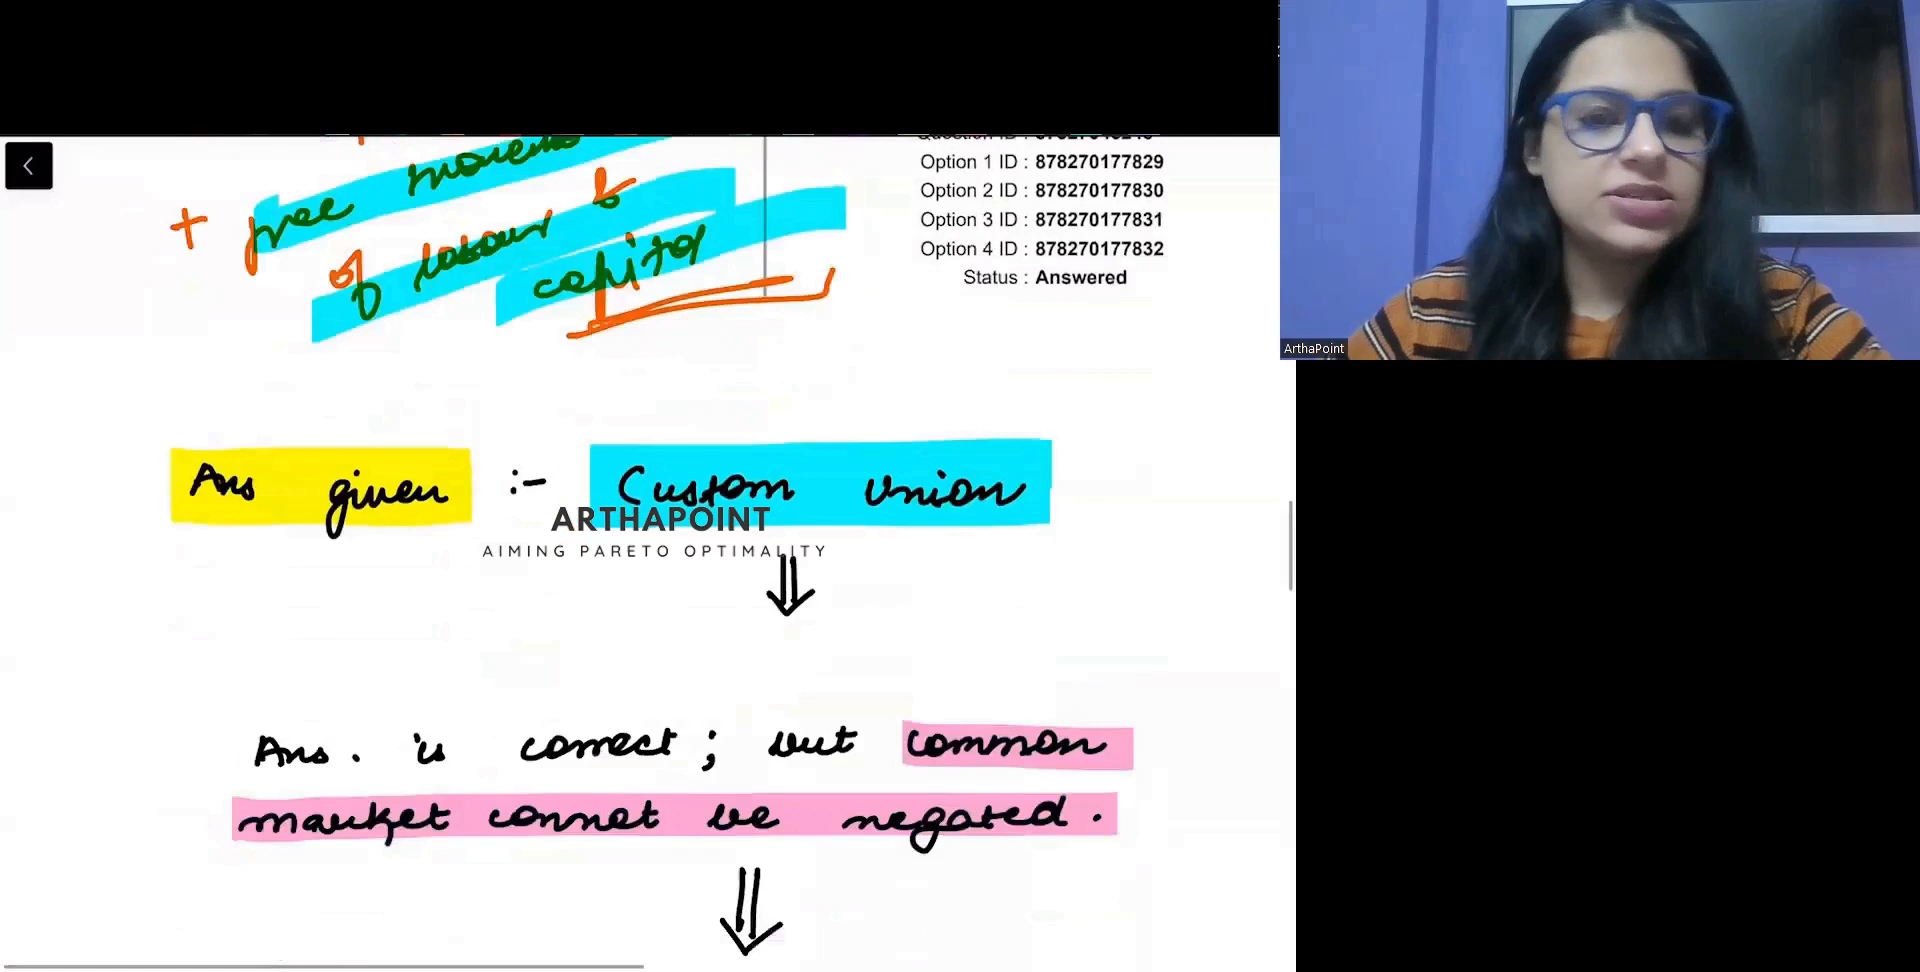 Option 1 ID : 878270177829
Option 2 ID : 878270177830
Option 3 ID : 878270177831
Option 4 ID : 878270177832
Status : Answered
+ free
of labour &
capital
ArthaPoint
Ans given :- Custom Union
ARTHAPOINT
AIMING PARETO OPTIMALITY
Ans. is correct; but common
market cannot be negated.